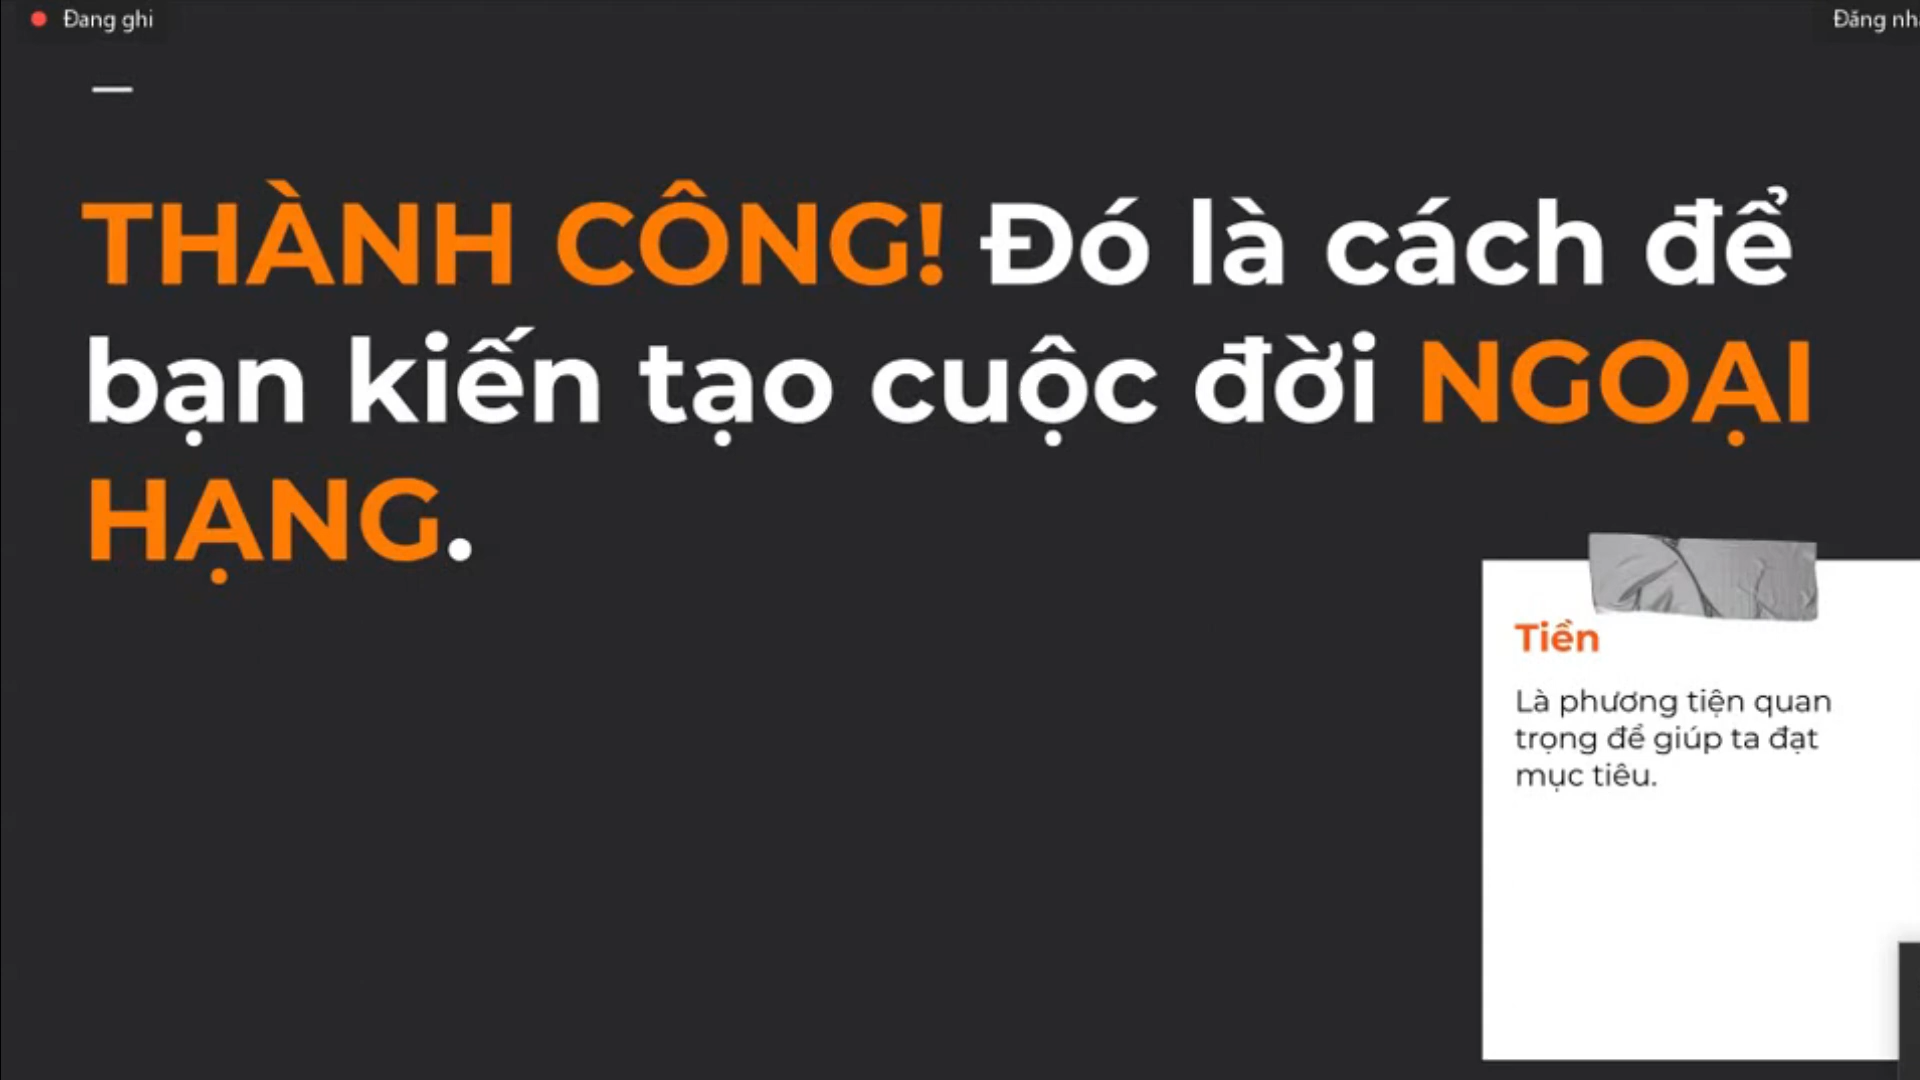 Đang ghi
Đăng
THÀNH CÔNG! Đó là cách để
bạn kiến tạo cuộc đời NGOẠI
HẠNG.
Tiền
Là phương tiện quan
trọng để giúp ta đạt
mục tiêu.